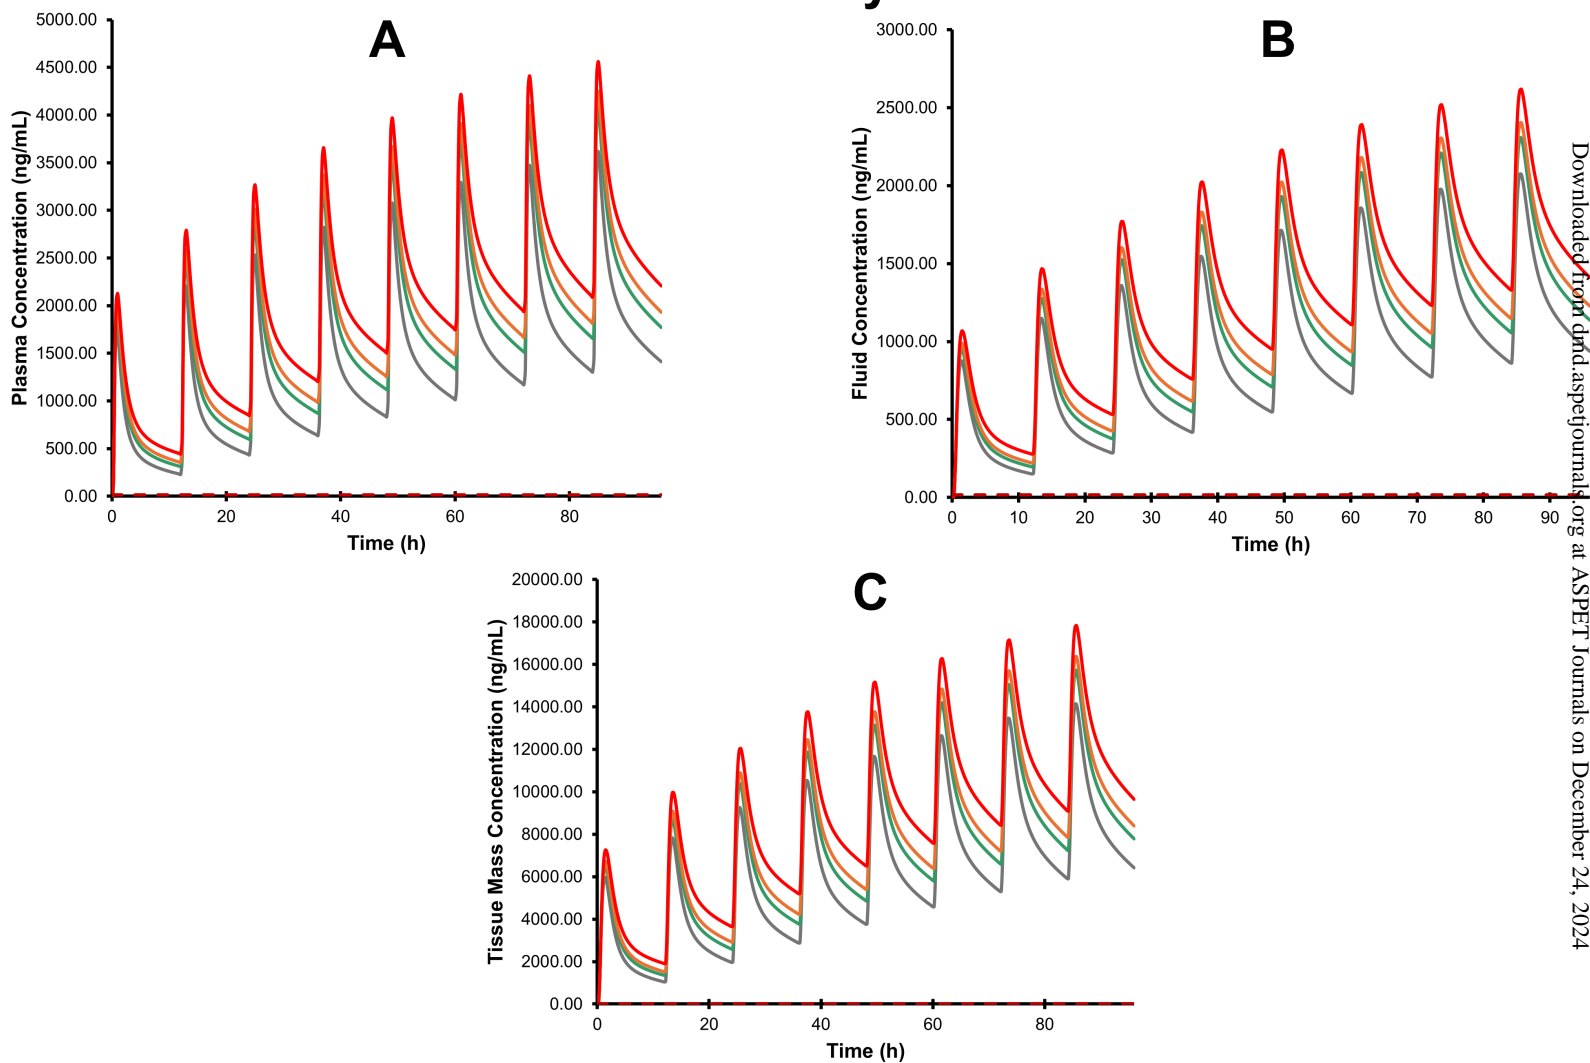 y
A
5000.00
4500.00
4000.00
3500.00
3000.00
2500.00
2000.00
1500.00
1000.00
500.00
0.00
Plasma Concentration (ng/mL)
0 20 40 60 80
Time (h)
B
3000.00
2500.00
2000.00
1500.00
1000.00
500.00
0.00
Fluid Concentration (ng/mL)
0 10 20 30 40 50 60 70 80 90
Time (h)
C
20000.00
18000.00
16000.00
14000.00
12000.00
10000.00
8000.00
6000.00
4000.00
2000.00
0.00
Tissue Mass Concentration (ng/mL)
0 20 40 60 80
Time (h)
Downloaded from dmd.aspetjournals.org at ASPET Journals on December 24, 2024